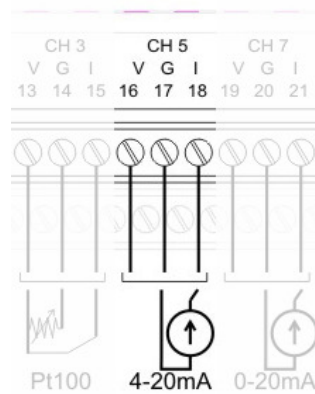 CH 3 CH 5 CH 7
V G I V G I V G I
13 14 15 16 17 18 19 20 21
Pt100 4-20mA 0-20mA